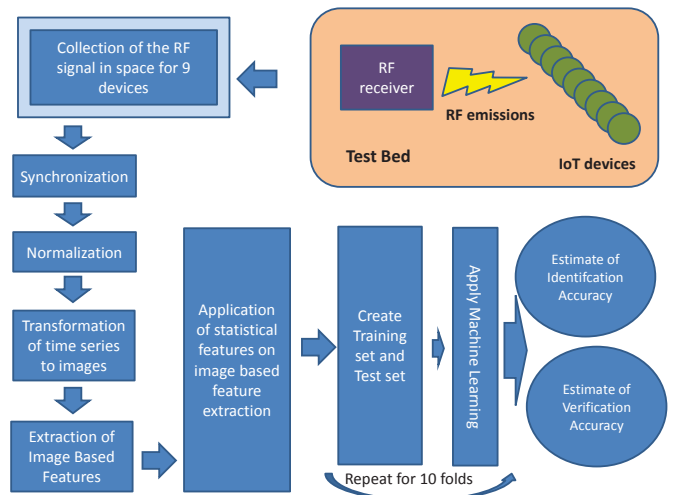 Collection of the RF
signal in space for 9
devices
RF
receiver
RF emissions
Test Bed
IoT devices
Synchronization
Normalization
Transformation
of time series
to images
Extraction of
Image Based
Features
Application
of statistical
features on
image based
feature
extraction
Create
Training
set and
Test set
Apply Machine Learning
Estimate of
Identifcation
Accuracy
Estimate of
Verification
Accuracy
Repeat for 10 folds